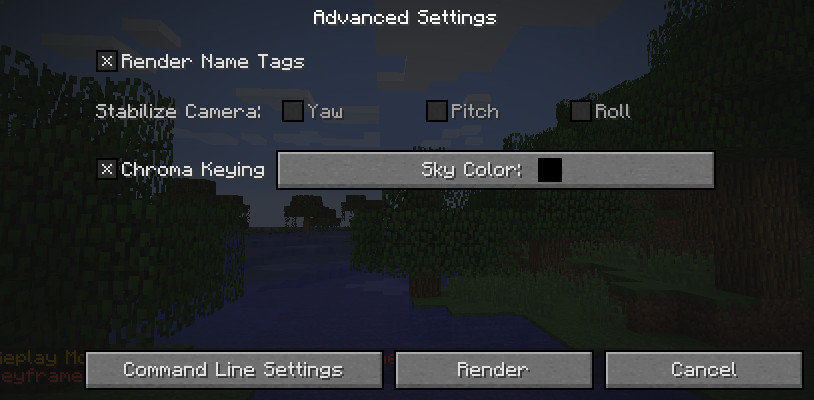 Advanced Settings
Render Name Tags
Stabilize Camera: Yaw Pitch Roll
Chroma Keying Sky Color:
Command Line Settings Render Cancel